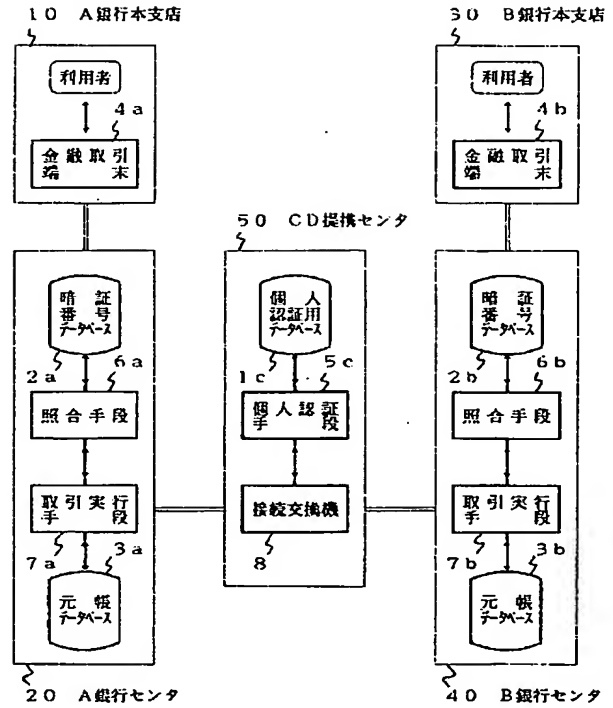 10 A銀行本支店
利用者
4a
金融取引
端末
30 B銀行本支店
利用者
4b
金融取引
端末
50 CD提携センタ
暗証
番号
データベース
2a
6a
照合手段
取引実行
手段
7a
3a
元帳
データベース
20 A銀行センタ
個人
認証用
データベース
1c
5c
個人認証
手段
接続交換機
8
暗証
番号
データベース
2b
6b
照合手段
取引実行
手段
7b
3b
元帳
データベース
40 B銀行センタ